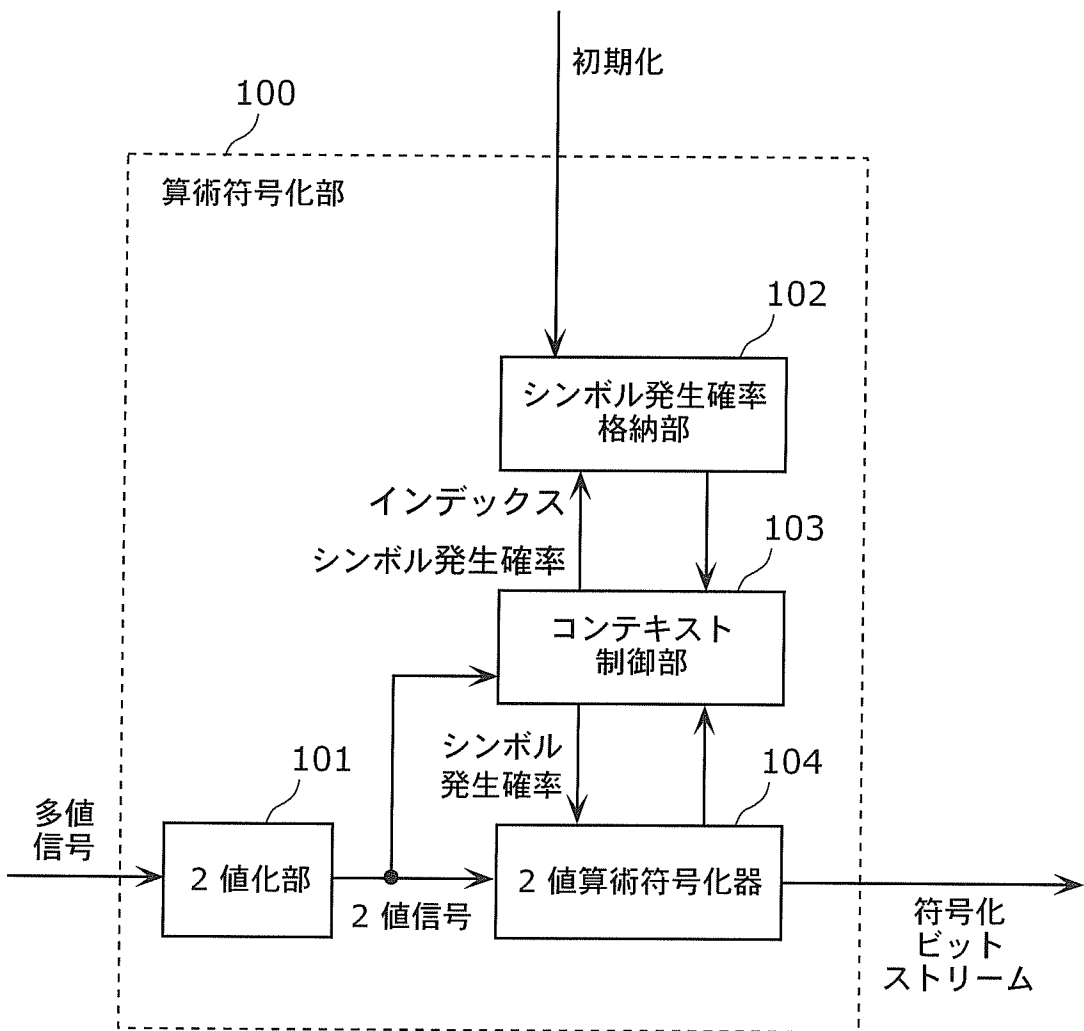 初期化
100
算術符号化部
102
シンボル発生確率
格納部
インデックス
シンボル発生確率
103
コンテキスト
制御部
シンボル
発生確率
101
104
多値
信号
2 値化部
2 値信号
2 値算術符号化器
符号化
ビット
ストリーム